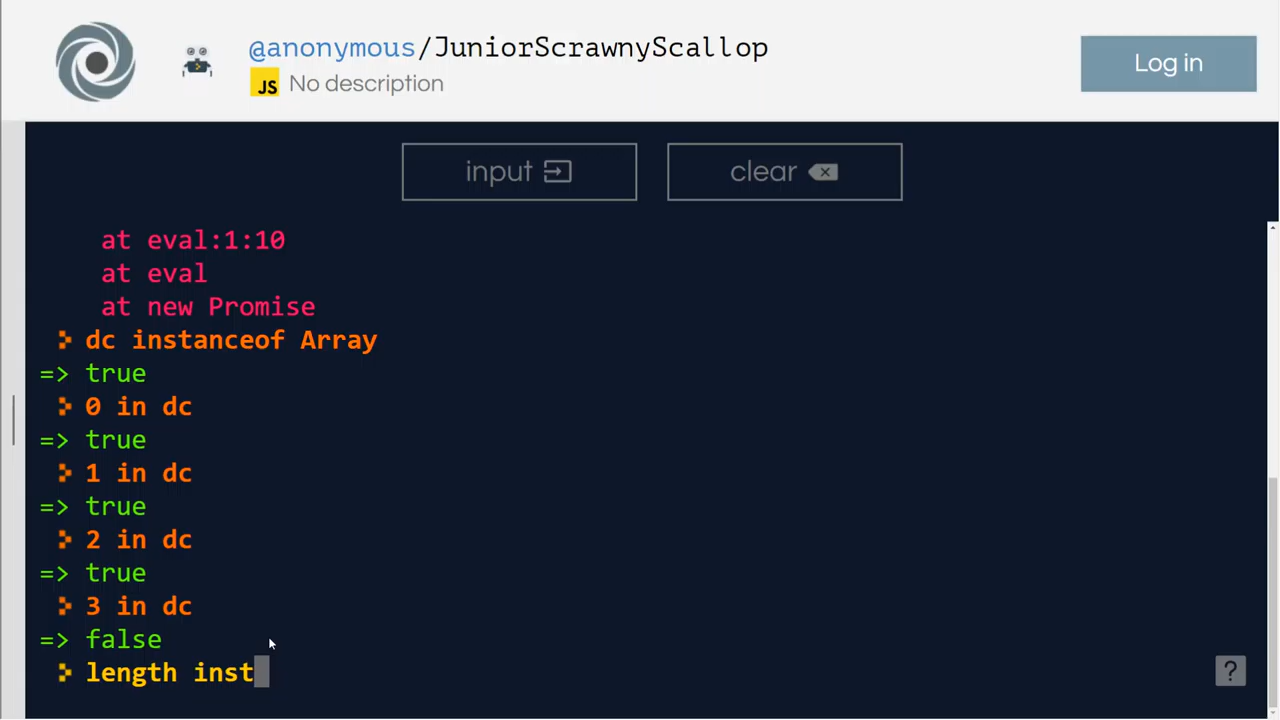 @anonymous/JuniorScrawnyScallop
Log in
JS No description
input
clear
at eval:1:10
at eval
at new Promise
dc instanceof Array
=> true
0 in dc
=> true
1 in dc
=> true
2 in dc
=> true
3 in dc
=> false
length inst
?